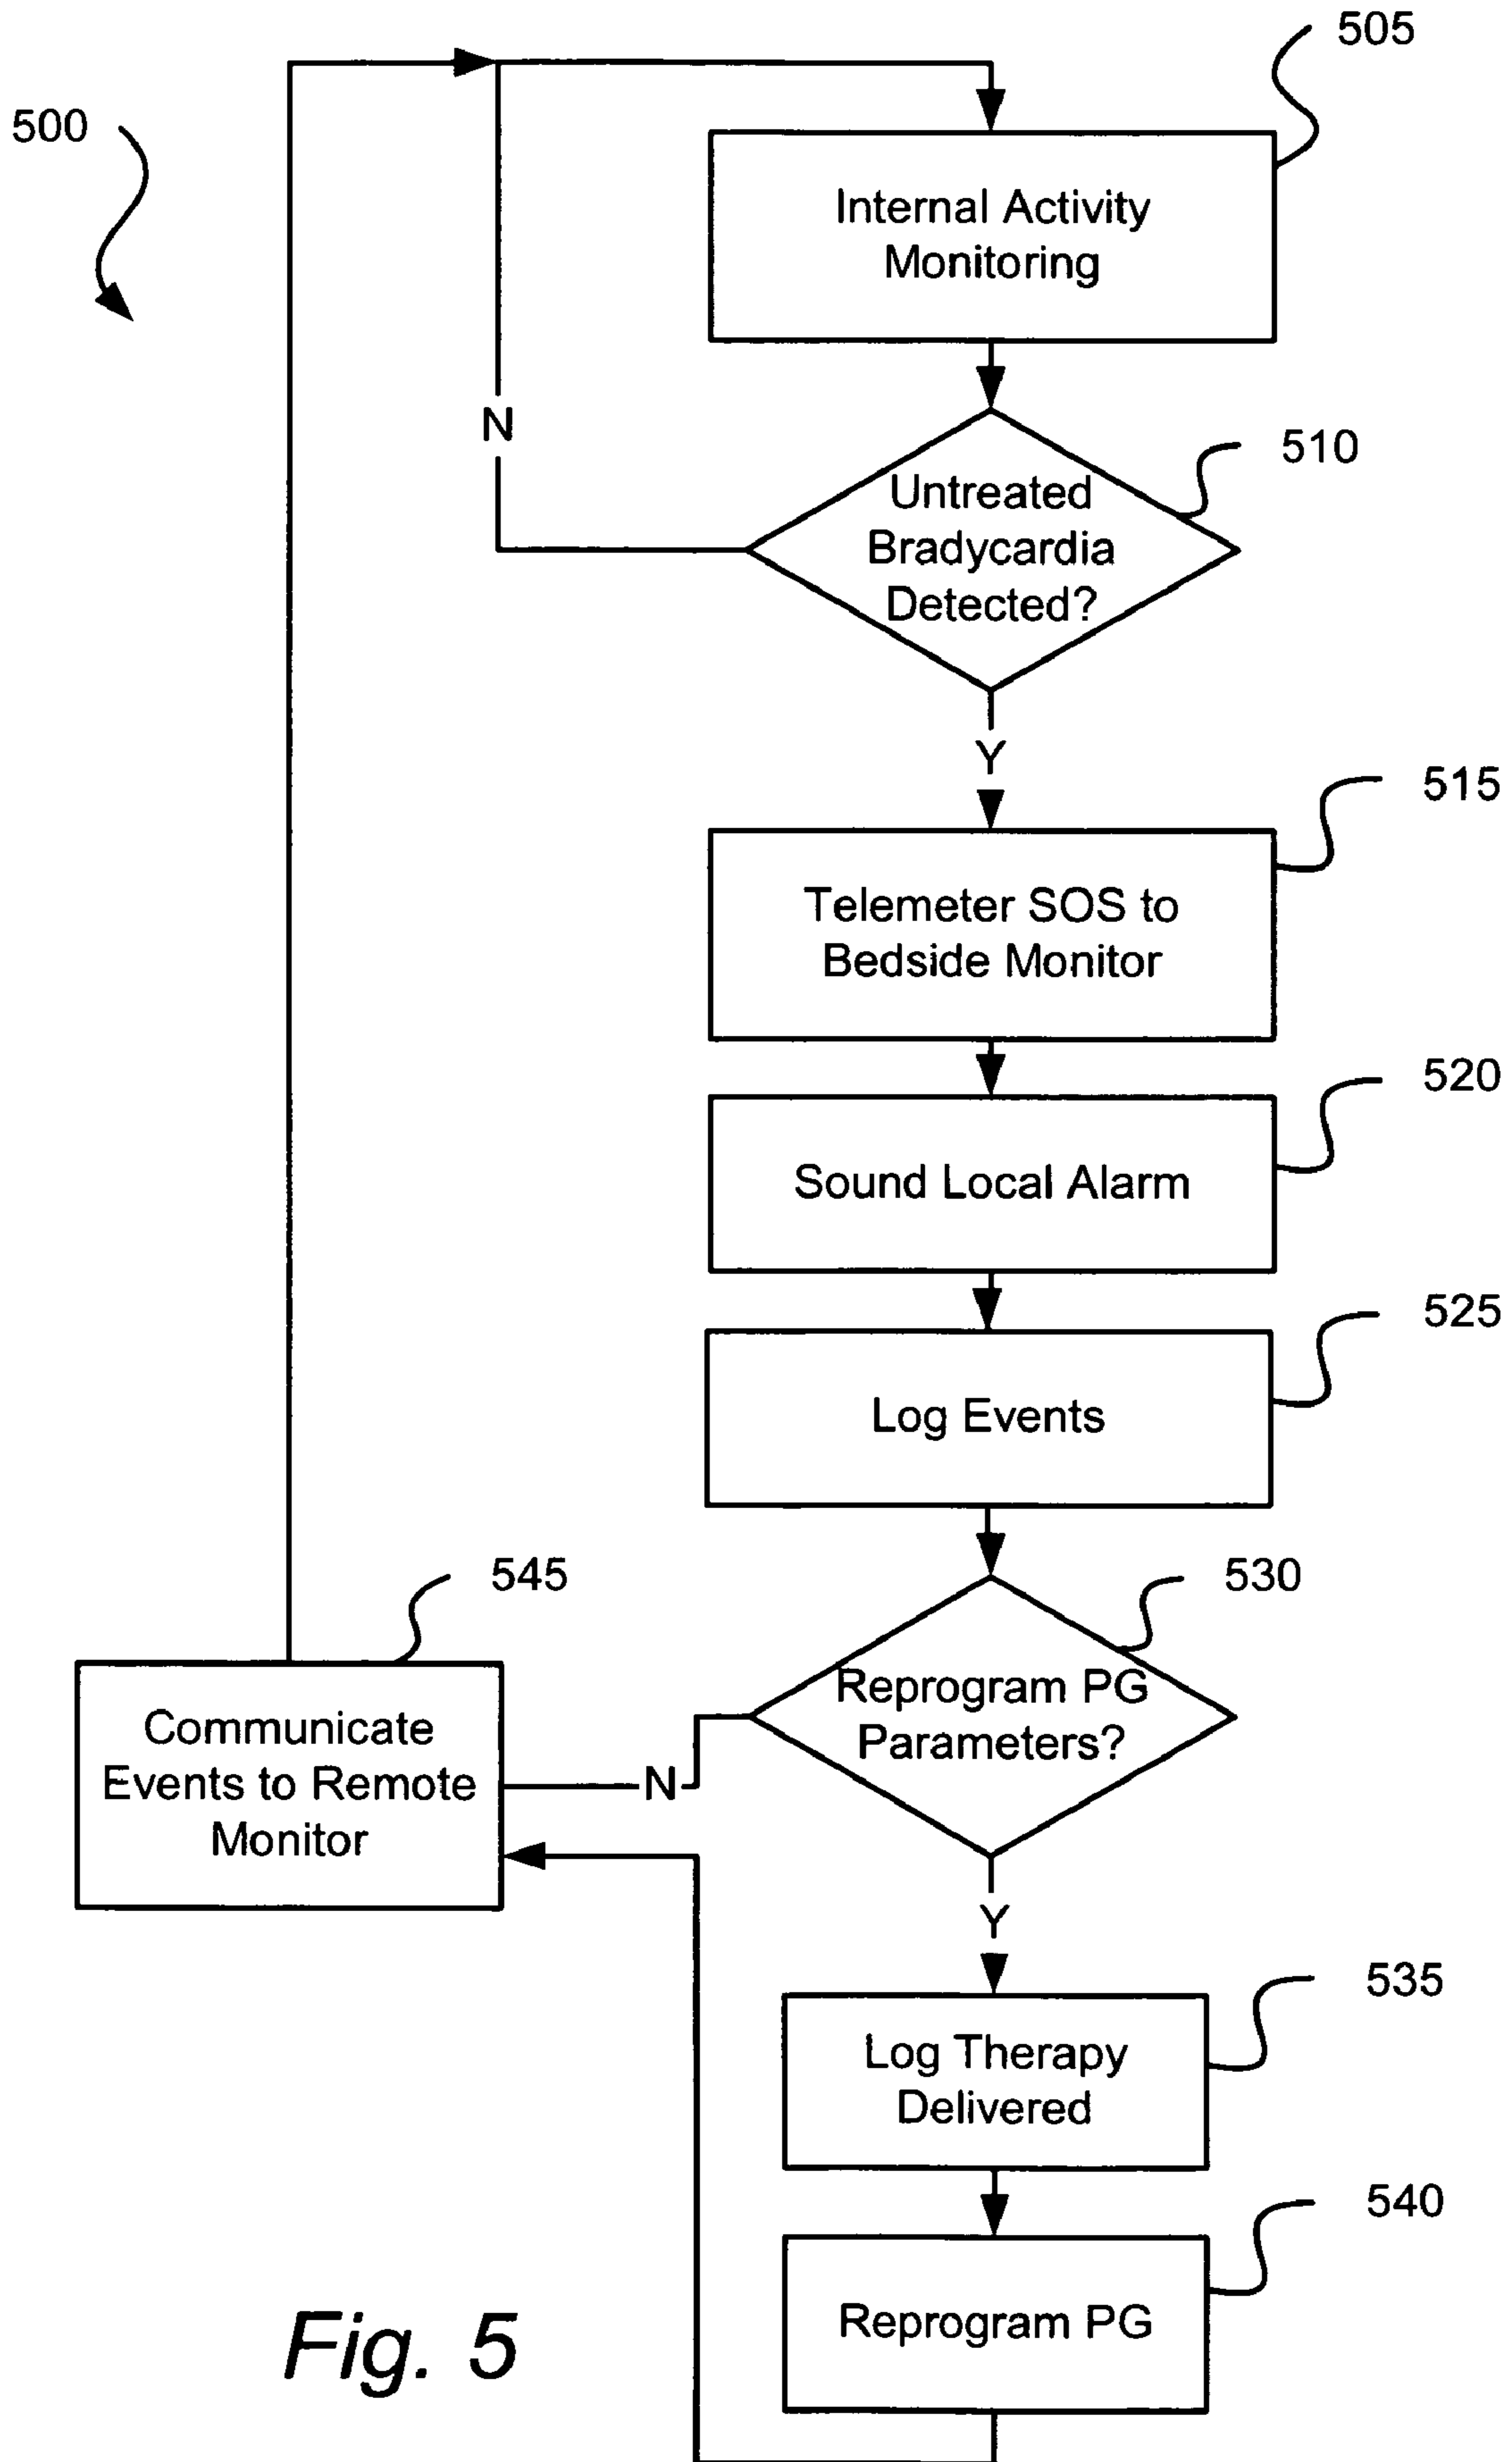 505
500
Internal Activity
Monitoring
N
510
Untreated
Bradycardia
Detected?
Y
515
Telemeter SOS to
Bedside Monitor
520
Sound Local Alarm
525
Log Events
545
530
Reprogram PG
Parameters?
Communicate
Events to Remote
Monitor
N
Y
535
Log Therapy
Delivered
540
Reprogram PG
Fig. 5